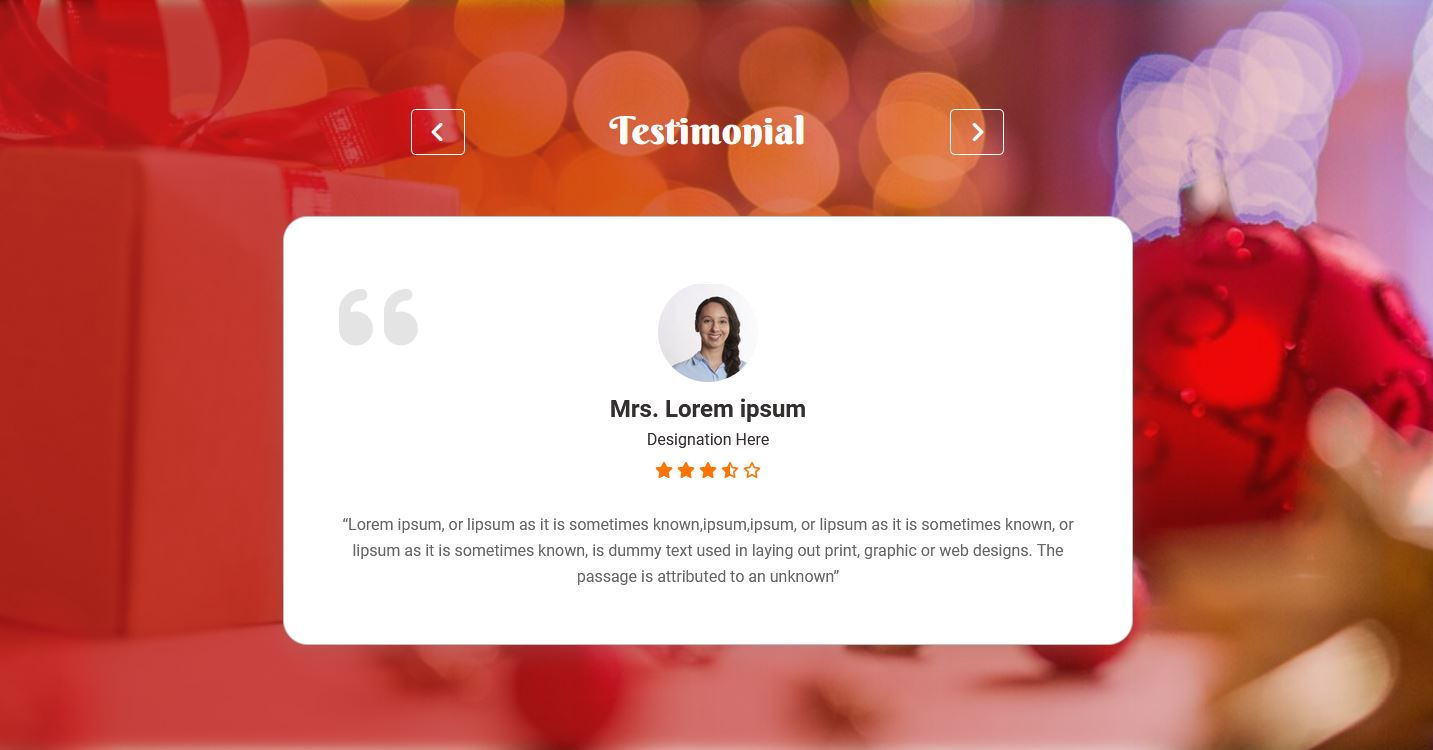 Testimonial
Mrs. Lorem ipsum
Designation Here
“Lorem ipsum, or lipsum as it is sometimes known,ipsum,ipsum, or lipsum as it is sometimes known, or
lipsum as it is sometimes known, is dummy text used in laying out print, graphic or web designs. The
passage is attributed to an unknown”